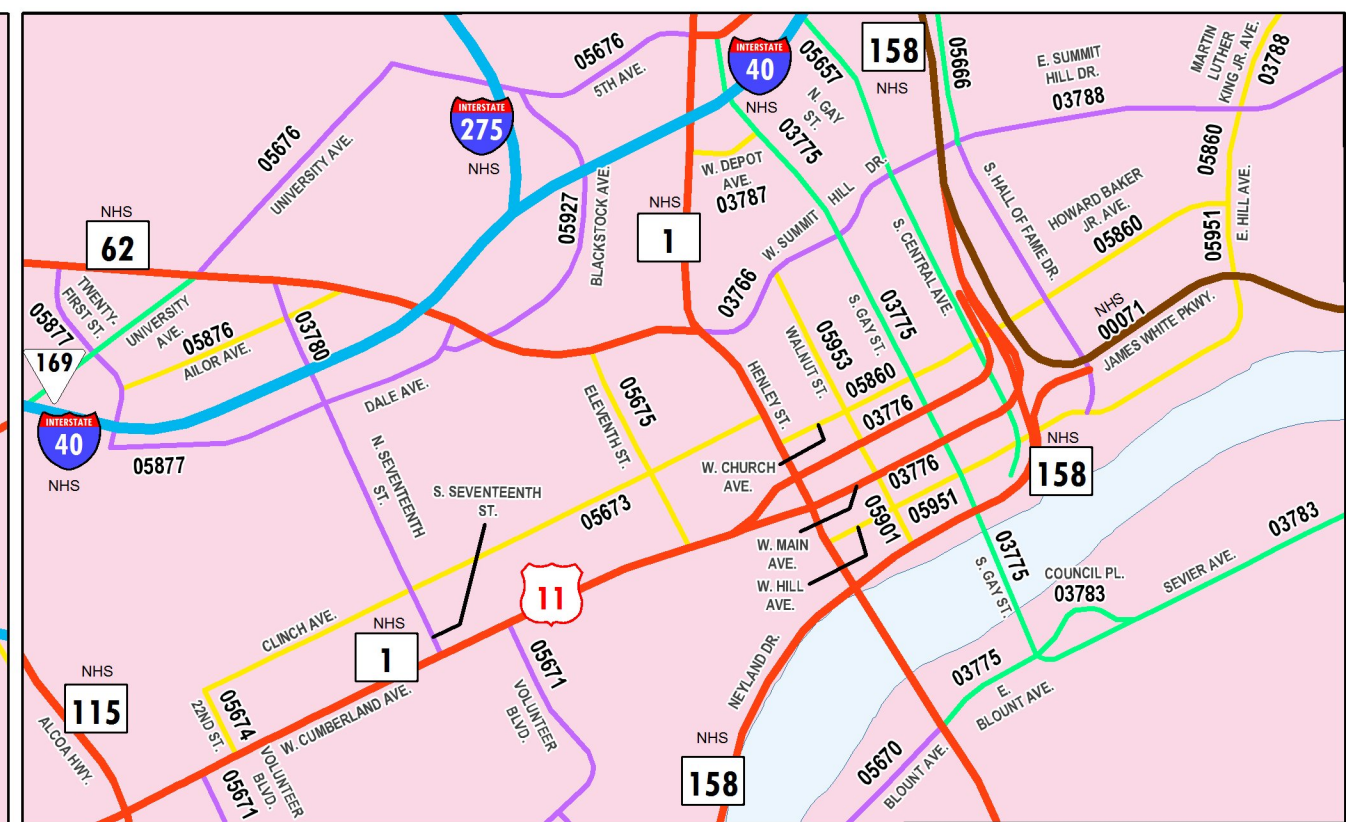 05676
5TH AVE.
INTERSTATE
40
NHS
05657
N. GAY
ST.
158
NHS
05666
E. SUMMIT
HILL DR.
03788
MARTIN
LUTHER
KING JR. AVE.
03788
INTERSTATE
275
NHS
05676
UNIVERSITY AVE.
03775
W. DEPOT
AVE.
03787
05860
05927
BLACKSTOCK AVE.
NHS
1
W. SUMMIT HILL DR.
03766
S. HALL OF FAME DR.
HOWARD BAKER
JR. AVE.
05860
05951
E. HILL AVE.
NHS
62
TWENTY-
FIRST ST.
05877
UNIVERSITY
AVE.
05876
AILOR AVE.
03780
S. CENTRAL AVE.
03775
S. GAY ST.
NHS
00071
JAMES WHITE PKWY.
169
INTERSTATE
40
NHS
DALE AVE.
05877
WALNUT ST.
05953
05860
HENLEY ST.
03776
05675
ELEVENTH ST.
N. SEVENTEENTH
ST.
S. SEVENTEENTH
ST.
W. CHURCH
AVE.
03776
NHS
158
05673
05901
05951
W. MAIN
AVE.
W. HILL
AVE.
03775
S. GAY ST.
COUNCIL PL.
03783
SEVIER AVE.
03783
11
CLINCH AVE.
NHS
1
05671
VOLUNTEER
BLVD.
NEYLAND DR.
03775
E.
BLOUNT AVE.
NHS
115
ALCOA HWY.
05674
22ND ST.
W. CUMBERLAND AVE.
VOLUNTEER
BLVD.
05671
NHS
158
05670
BLOUNT AVE.